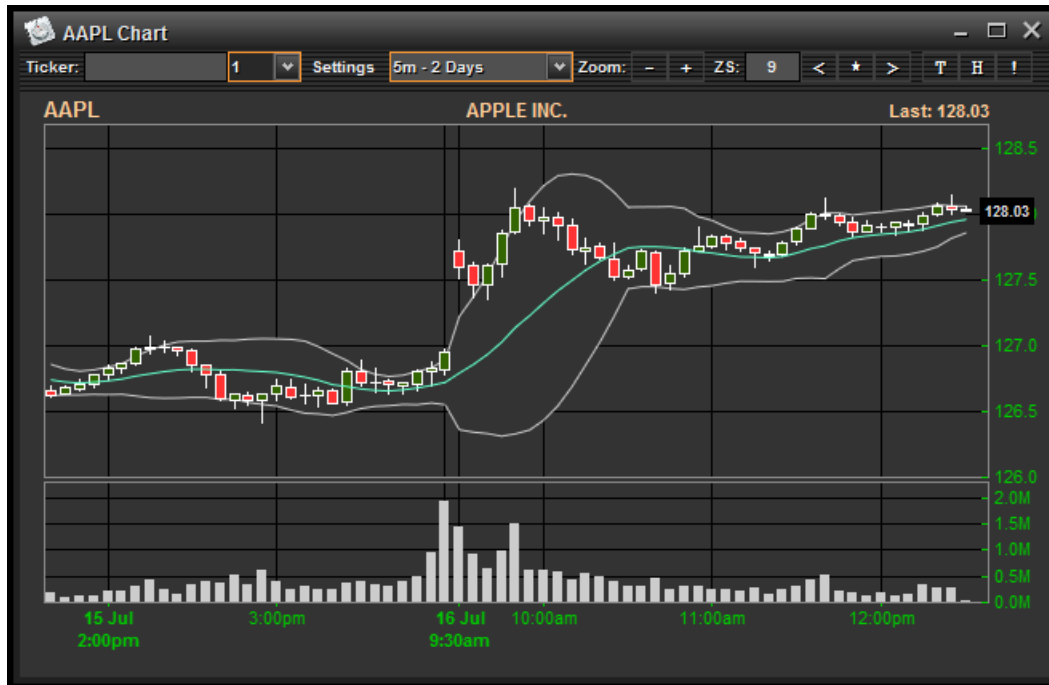 AAPL Chart
Ticker: 1 Settings 5m - 2 Days Zoom: - + ZS: 9 < * > T H !
AAPL APPLE INC. Last: 128.03
128.5
128.03
127.5
127.0
126.5
126.0
2.0M
1.5M
1.0M
0.5M
0.0M
15 Jul 3:00pm 16 Jul 10:00am 11:00am 12:00pm
2:00pm 9:30am